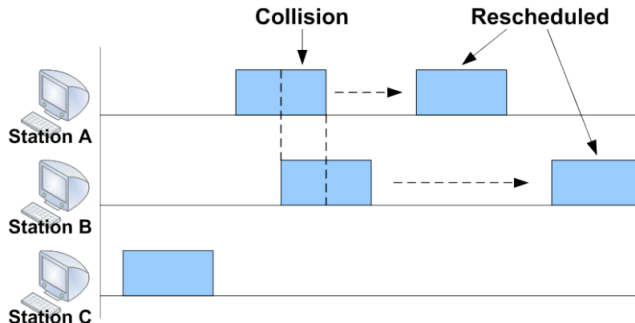 Collision
Rescheduled
Station A
Station B
Station C